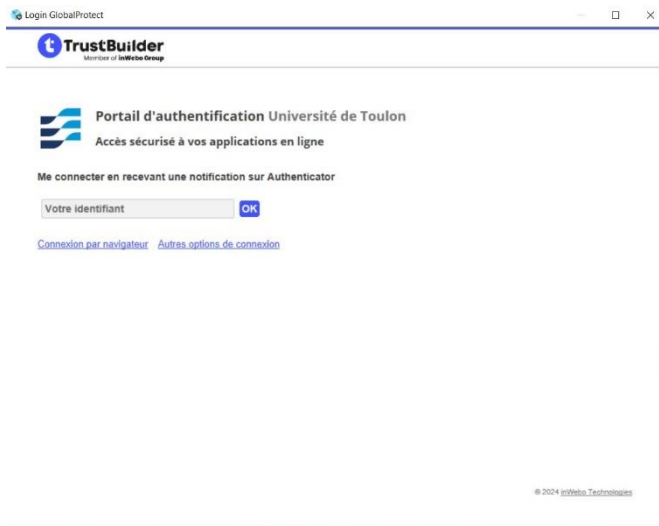 Login GlobalProtect
TrustBuilder
Member of inWebo Group
Portail d'authentification Université de Toulon
Accès sécurisé à vos applications en ligne
Me connecter en recevant une notification sur Authenticator
Votre identifiant OK
Connexion par navigateur Autres options de connexion
© 2024 inWebo Technologies